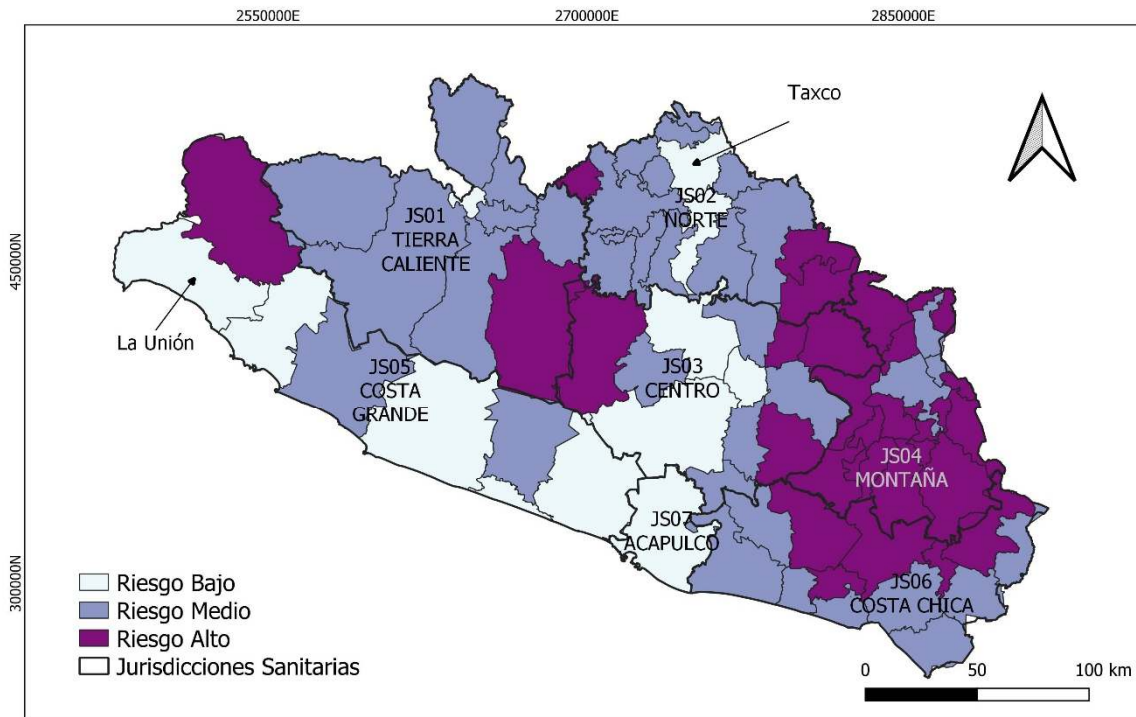 2550000E
2700000E
2850000E
Taxco
JS01
TIERRA
CALIENTE
JS02
NORTE
4500000N
La Unión
JS05
COSTA
GRANDE
JS03
CENTRO
JS04
MONTAÑA
JS07
ACAPULCO
JS06
COSTA CHICA
300000N
Riesgo Bajo
Riesgo Medio
Riesgo Alto
Jurisdicciones Sanitarias
0
50
100 km